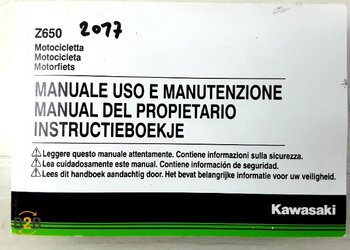 Z650 2017
Motocicletta
Motocicleta
Motorfiets
MANUALE USO E MANUTENZIONE
MANUAL DEL PROPIETARIO
INSTRUCTIEBOEKJE
Leggere questo manuale attentamente. Contiene informazioni sulla sicurezza.
Lea cuidadosamente este manual. Contiene información de seguridad.
Lees dit handboek aandachtig door. Het bevat belangrijke informatie voor uw veiligheid.
Kawasaki
2